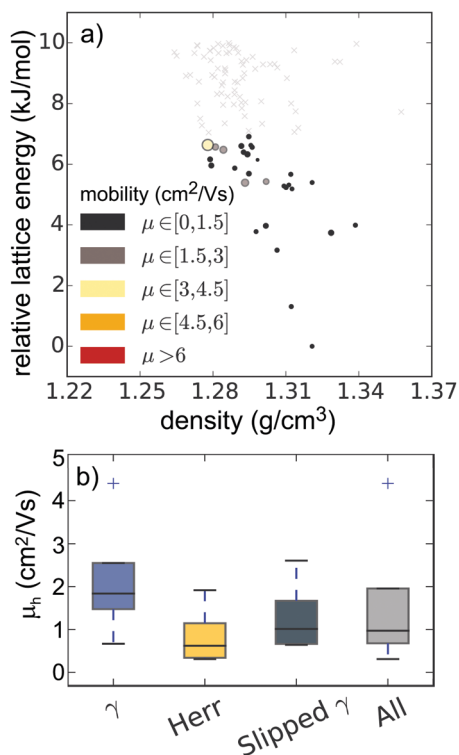 a)
relative lattice energy (kJ/mol)
10
8
6
4
2
0
mobility (cm²/Vs)
μ∈[0,1.5]
μ∈[1.5,3]
μ∈[3,4.5]
μ∈[4.5,6]
μ>6
1.22 1.25 1.28 1.31 1.34 1.37
density (g/cm³)
b)
μₕ (cm²/Vs)
5
4
3
2
1
0
γ Herr Slipped γ All